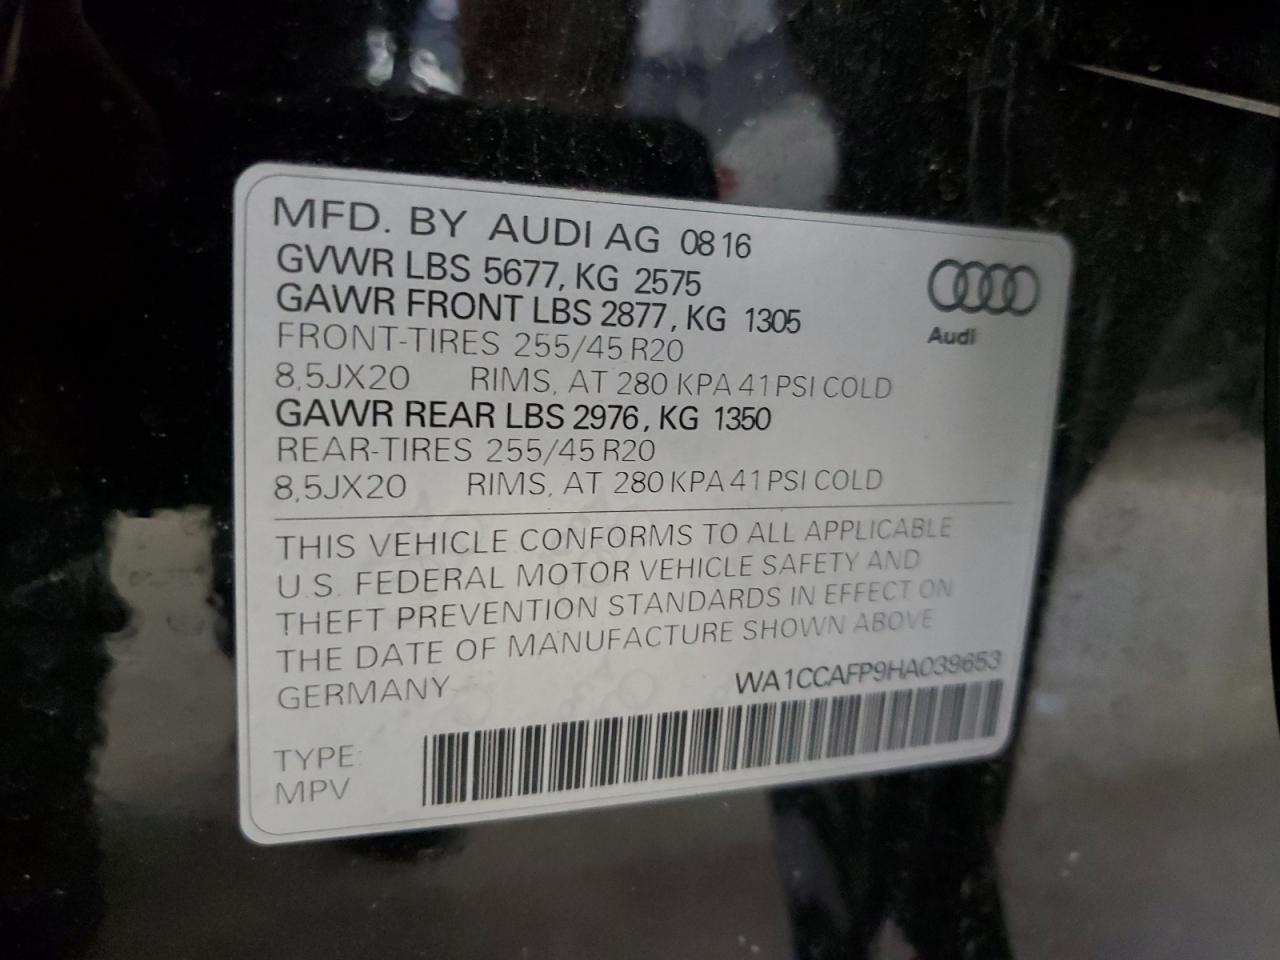 MFD. BY AUDI AG 08 16
GVWR LBS 5677, KG 2575
GAWR FRONT LBS 2877, KG 1305
FRONT-TIRES 255/45 R20
8,5JX20 RIMS, AT 280 KPA 41 PSI COLD
GAWR REAR LBS 2976, KG 1350
REAR-TIRES 255/45 R20
8,5JX20 RIMS, AT 280 KPA 41 PSI COLD
Audi
THIS VEHICLE CONFORMS TO ALL APPLICABLE
U.S. FEDERAL MOTOR VEHICLE SAFETY AND
THEFT PREVENTION STANDARDS IN EFFECT ON
THE DATE OF MANUFACTURE SHOWN ABOVE
GERMANY WA1CCAFP9HA039653
TYPE:
MPV